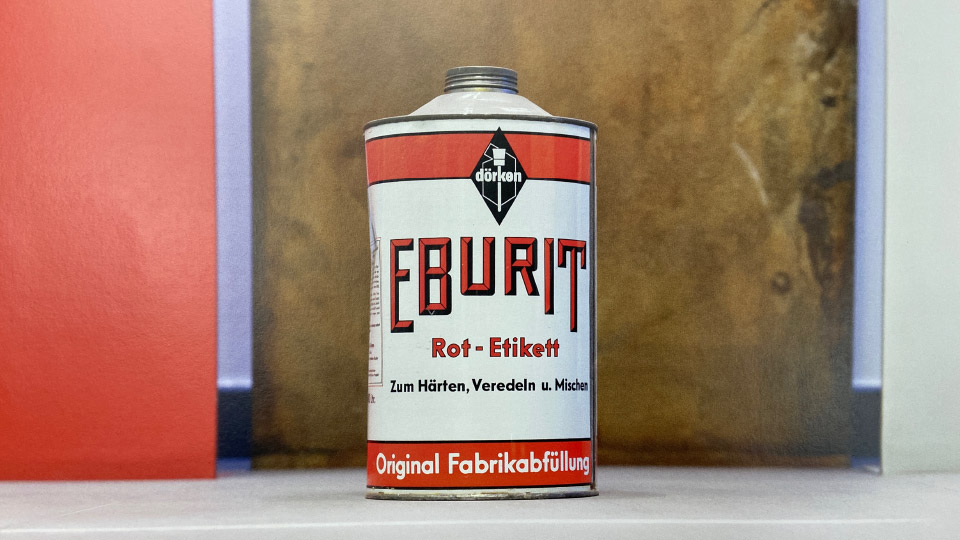 dörken
EBURIT
Rot-Etikett
Zum Härten, Veredeln u. Mischen
Original Fabrikabfüllung